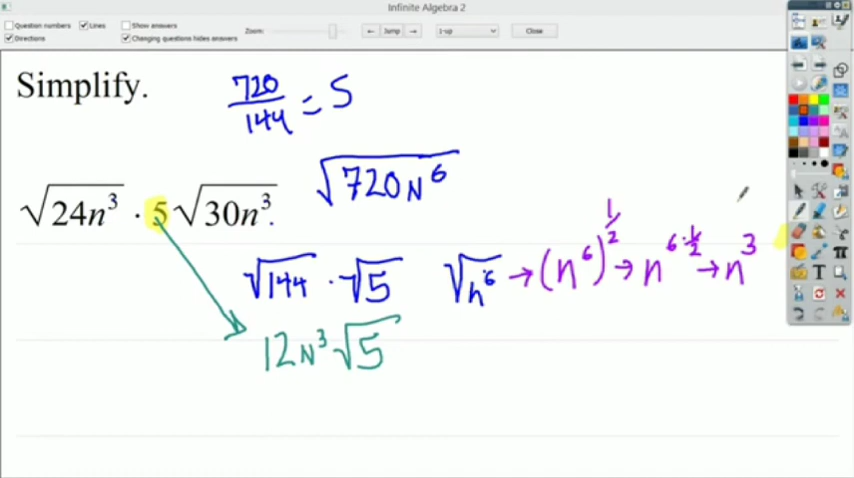 Infinite Algebra 2
Question numbers Lines Show answers
Directions Changing questions hides answers
Zoom: Jump 1-up Close
Simplify.
720/144 = 5
√24n³ · 5√30n³.
√720N⁶
√144 · √5
√n⁶ → (n⁶)^1/2 → n^6·1/2 → n³
12N³√5